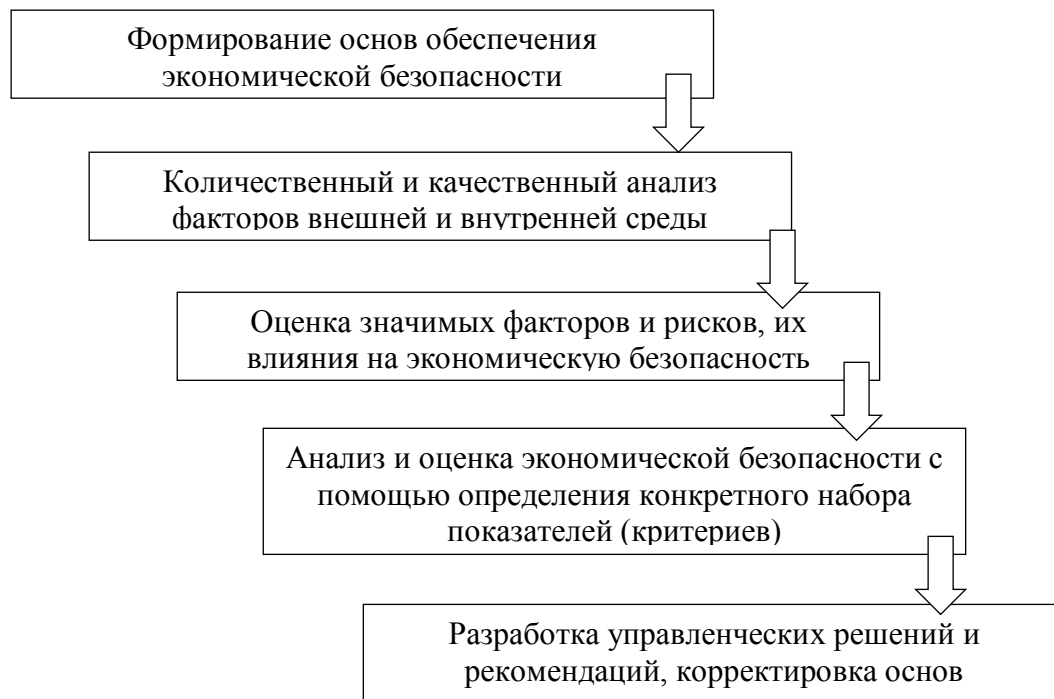 Формирование основ обеспечения
экономической безопасности
Количественный и качественный анализ
факторов внешней и внутренней среды
Оценка значимых факторов и рисков, их
влияния на экономическую безопасность
Анализ и оценка экономической безопасности с
помощью определения конкретного набора
показателей (критериев)
Разработка управленческих решений и
рекомендаций, корректировка основ